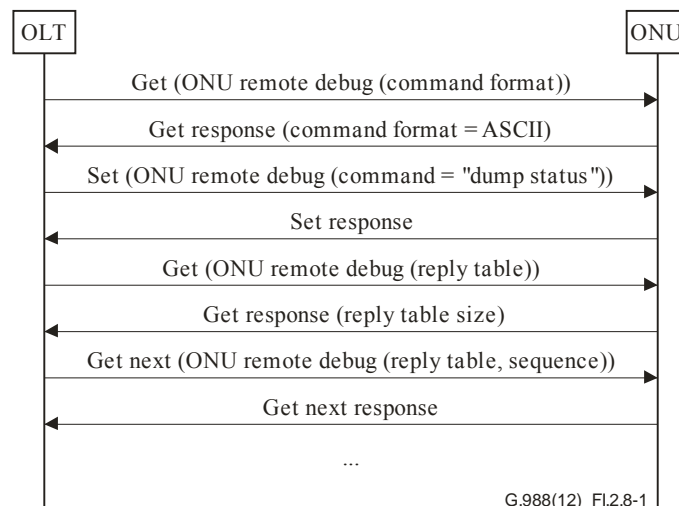 OLT
ONU
Get (ONU remote debug (command format))
Get response (command format = ASCII)
Set (ONU remote debug (command = "dump status"))
Set response
Get (ONU remote debug (reply table))
Get response (reply table size)
Get next (ONU remote debug (reply table, sequence))
Get next response
...
G.988(12)_FI.2.8-1